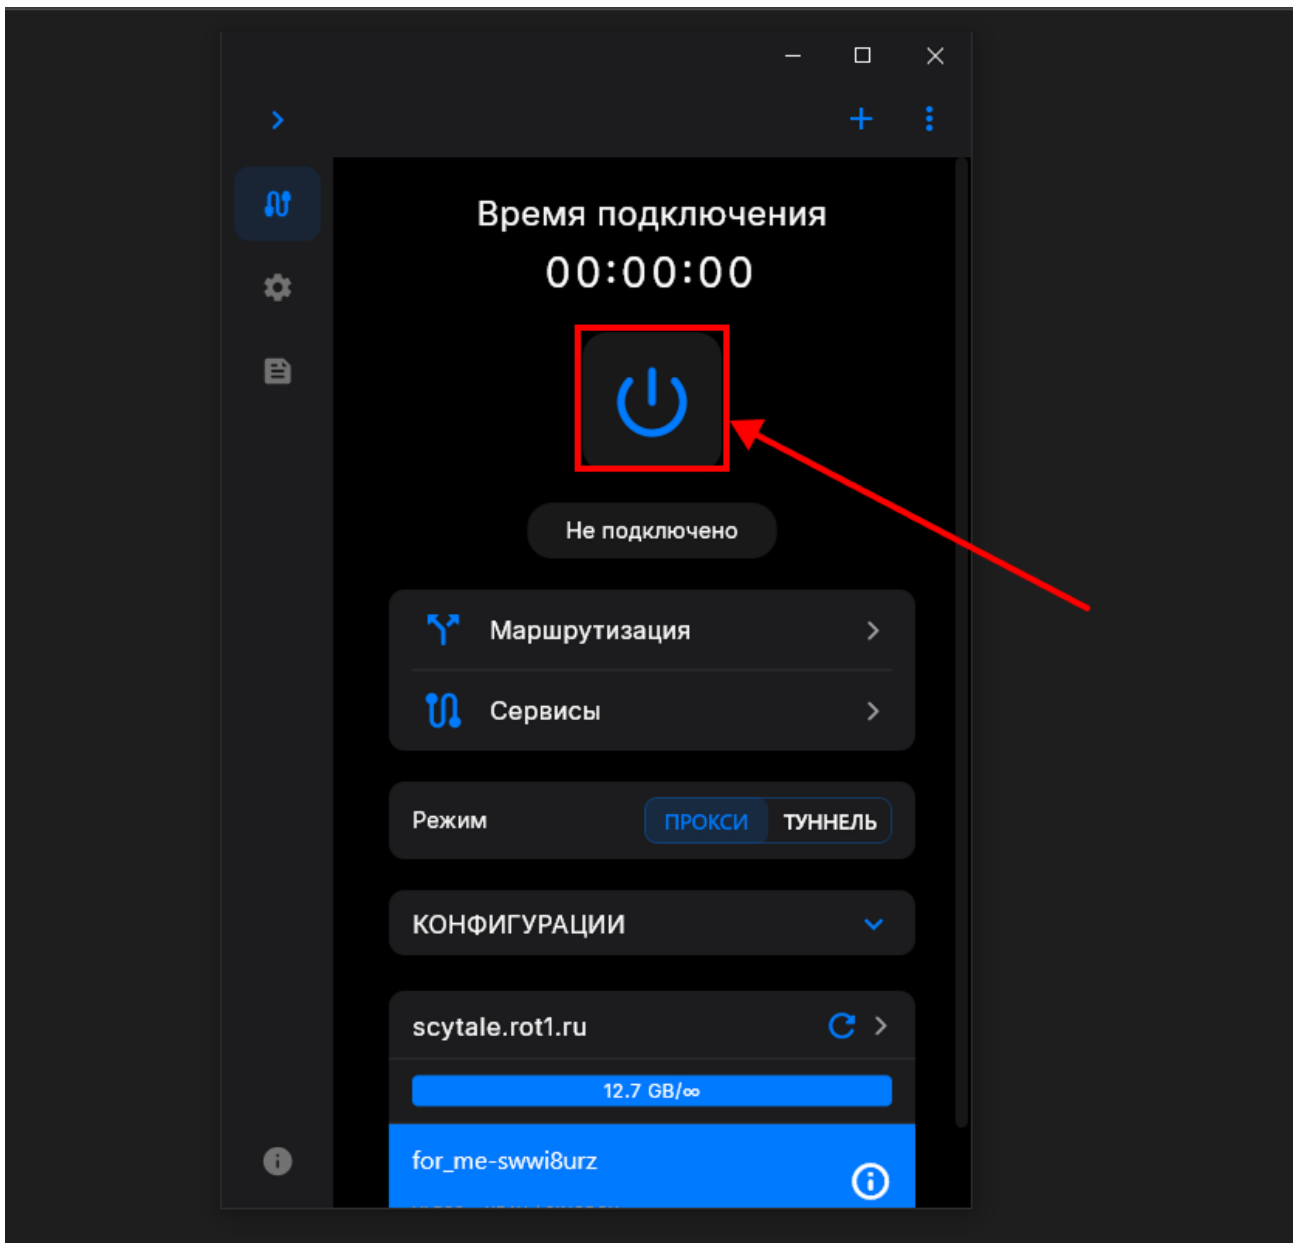 Время подключения
00:00:00
Не подключено
Маршрутизация
Сервисы
Режим
ПРОКСИ ТУННЕЛЬ
КОНФИГУРАЦИИ
scytale.rot1.ru
12.7 GB/∞
for_me-swwi8urz